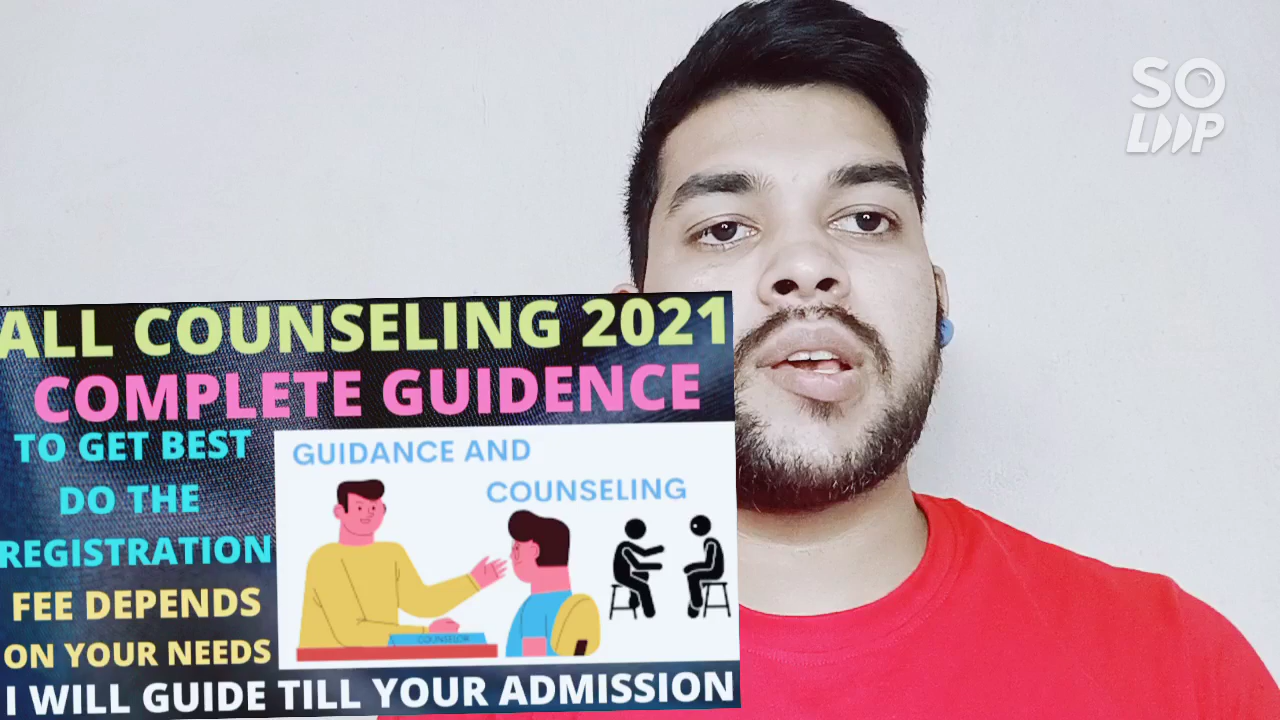 SO
LOOP
ALL COUNSELING 2021
COMPLETE GUIDENCE
TO GET BEST
DO THE
REGISTRATION
FEE DEPENDS
ON YOUR NEEDS
GUIDANCE AND
COUNSELING
COUNSELOR
I WILL GUIDE TILL YOUR ADMISSION